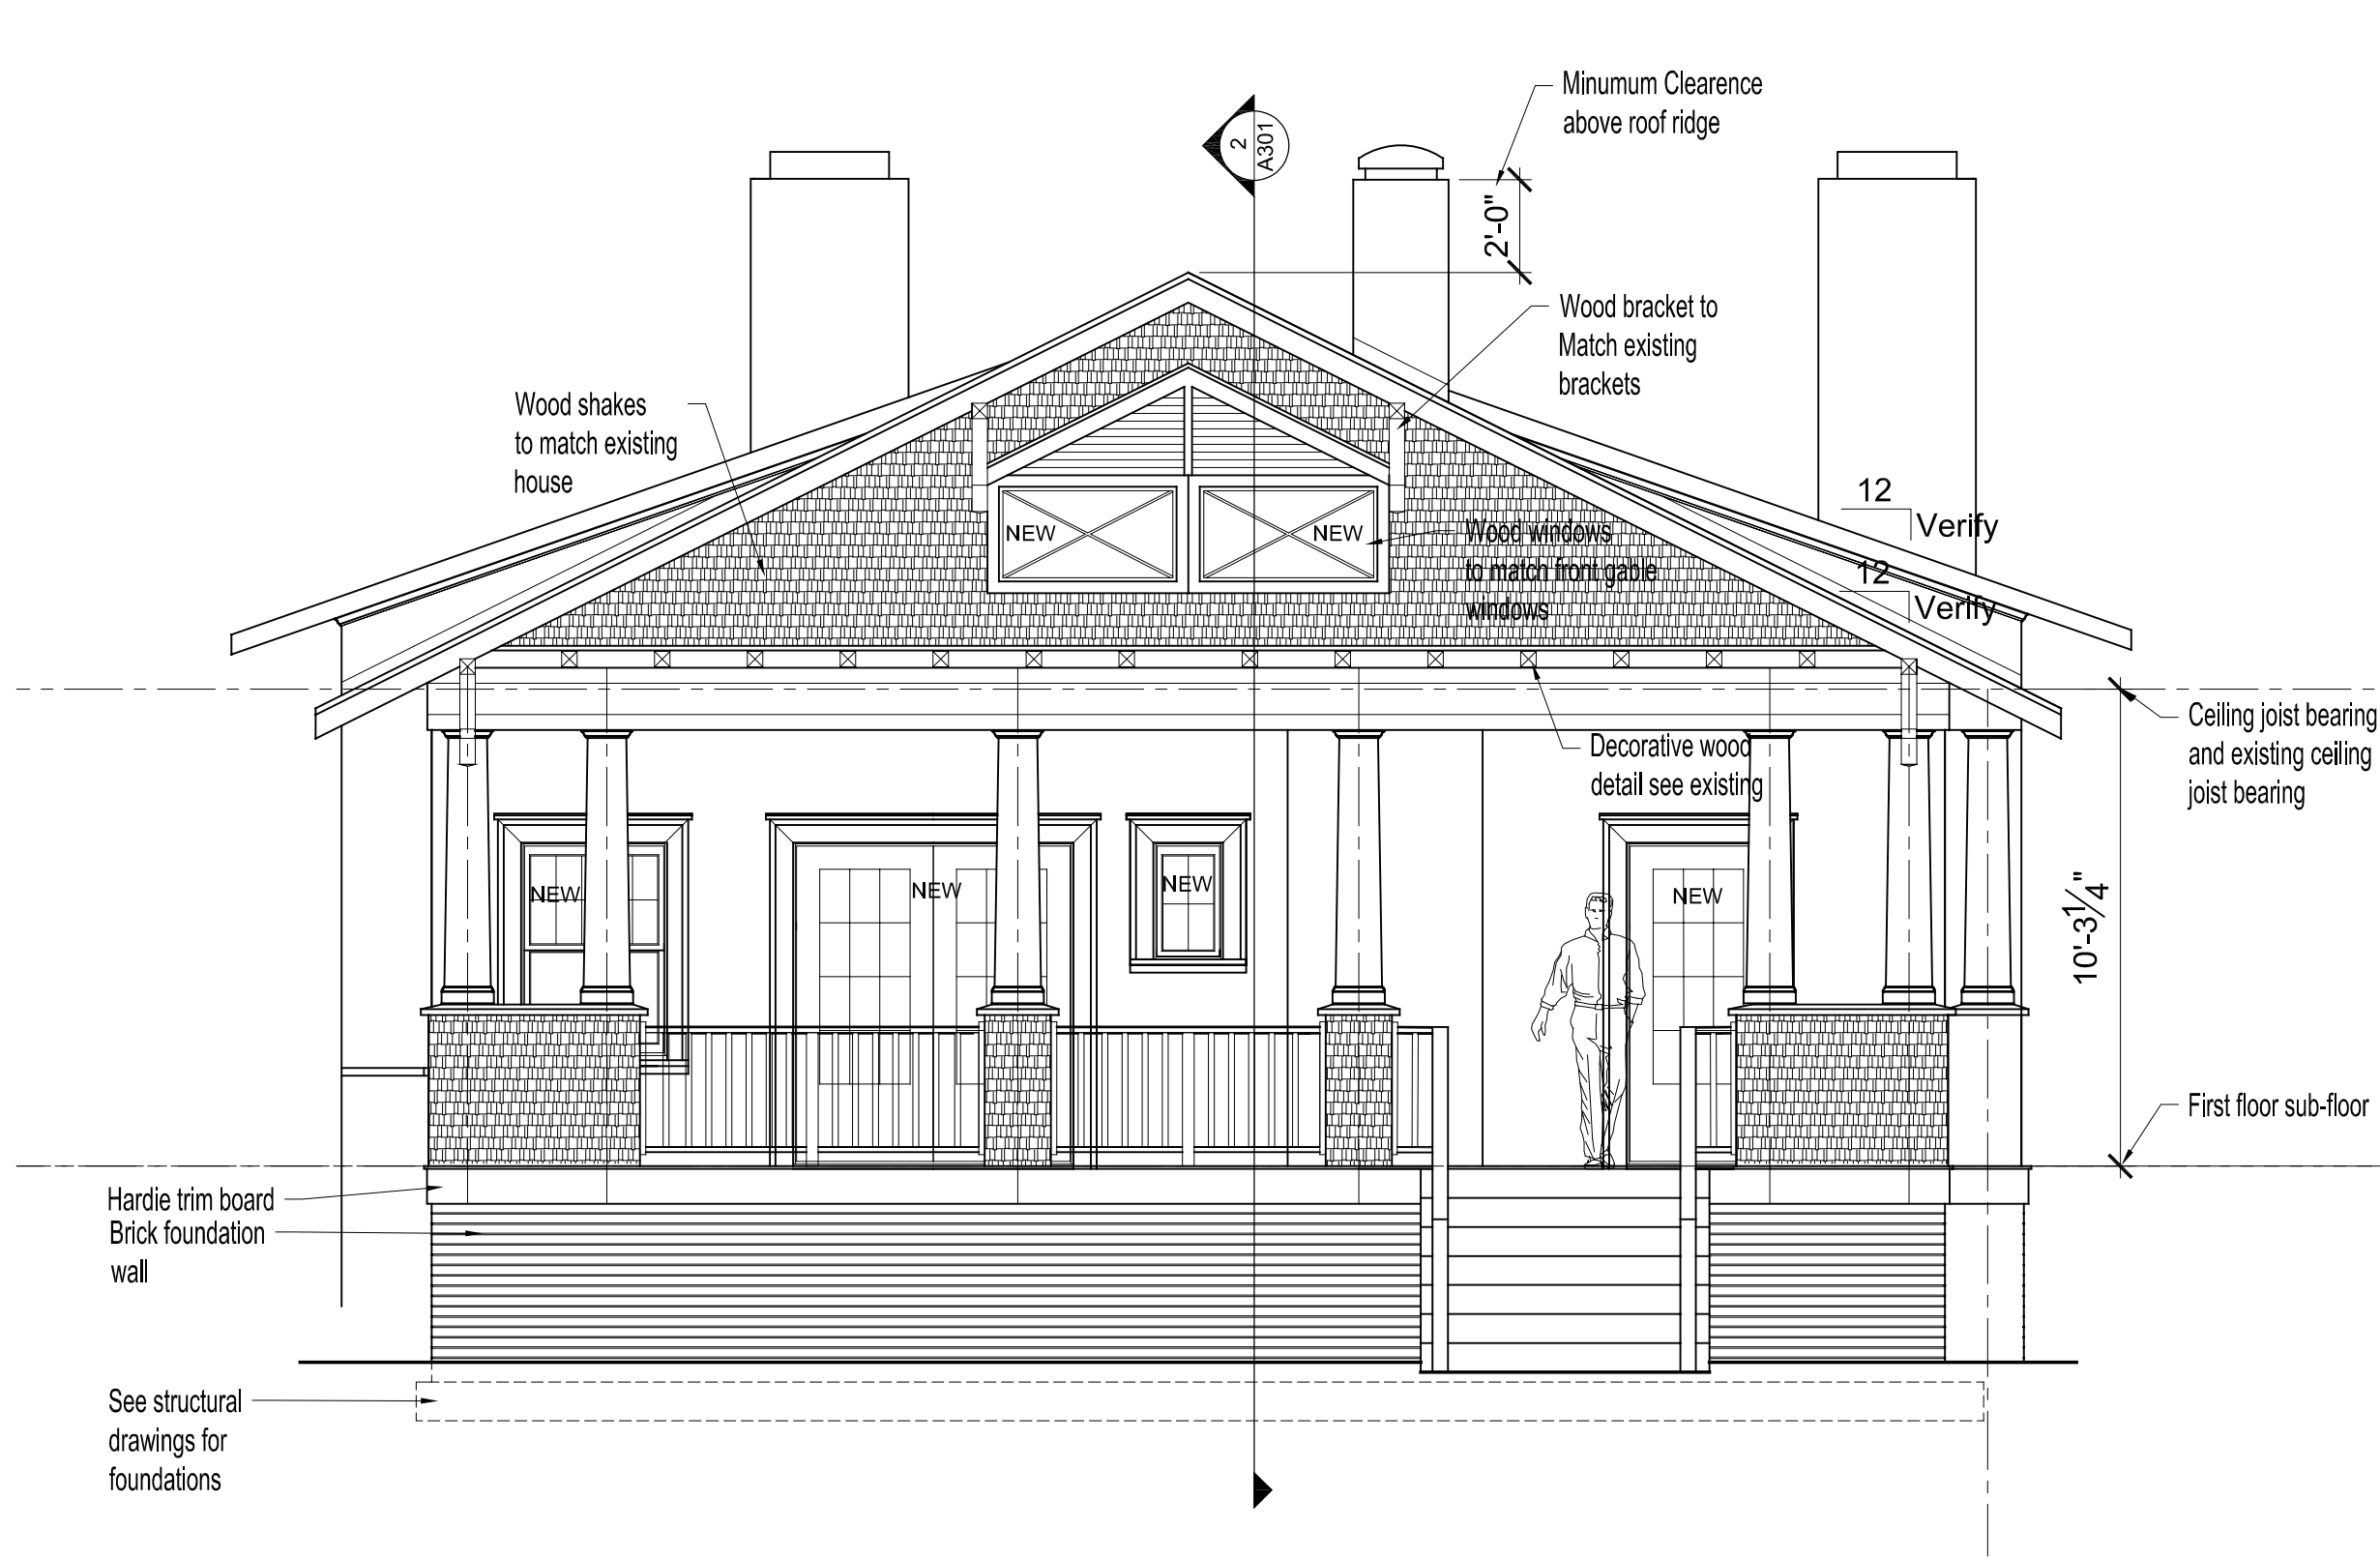 Minumum Clearence
above roof ridge
2
A301
2'-0"
Wood bracket to
Match existing
brackets
Wood shakes
to match existing
house
12
Verify
NEW
NEW
Wood windows
to match front gable
windows
12
Verify
Ceiling joist bearing
and existing ceiling
joist bearing
Decorative wood
detail see existing
NEW
NEW
NEW
NEW
10'-3 1/4"
First floor sub-floor
Hardie trim board
Brick foundation
wall
See structural
drawings for
foundations